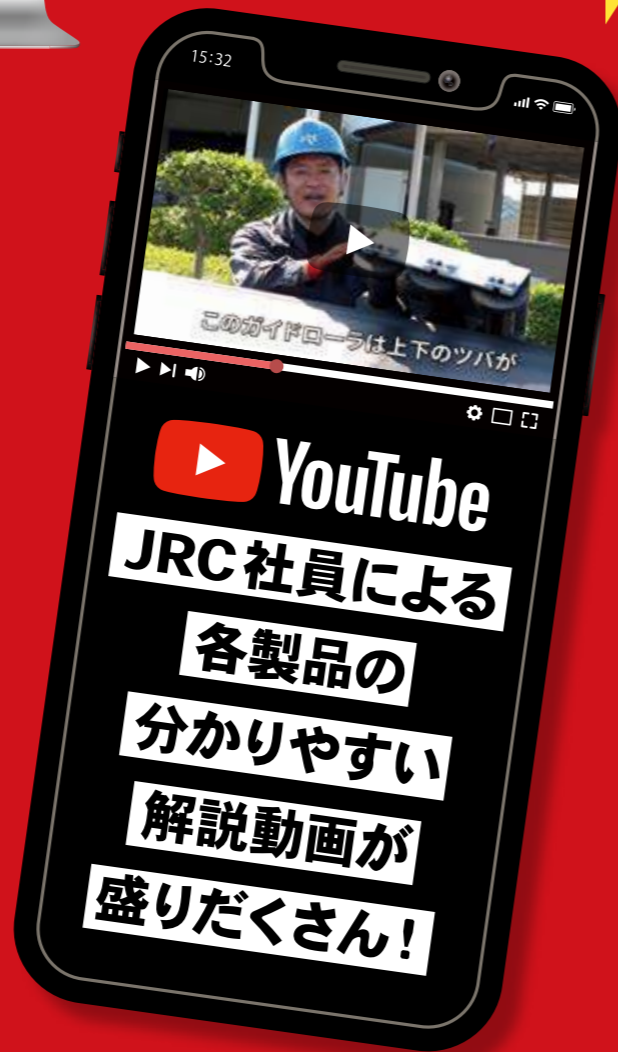 15:32
このガイドローラは上下のツバが
YouTube
JRC社員による
各製品の
分かりやすい
解説動画が
盛りだくさん!